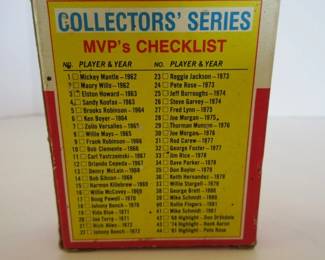 COLLECTORS' SERIES
MVP's CHECKLIST
NO. PLAYER & YEAR
1 Mickey Mantle—1962
2 Maury Wills—1962
3 Elston Howard—1963
4 Sandy Koufax—1963
5 Brooks Robinson—1964
6 Ken Boyer—1964
7 Zoilo Versalles—1965
8 Willie Mays—1965
9 Frank Robinson—1966
10 Bob Clemente—1966
11 Carl Yastrzemski—1967
12 Orlando Cepeda—1967
13 Denny McLain—1968
14 Bob Gibson—1968
15 Harmon Killebrew—1969
16 Willie McCovey—1969
17 Boog Powell—1970
18 Johnny Bench—1970
19 Vida Blue—1971
20 Joe Torre—1971
21 Rich Allen—1972
22 Johnny Bench—1972
NO. PLAYER & YEAR
23 Reggie Jackson—1973
24 Pete Rose—1973
25 Jeff Burroughs—1974
26 Steve Garvey—1974
27 Fred Lynn—1975
28 Joe Morgan—1975
29 Thurman Munson—1976
30 Joe Morgan—1976
31 Rod Carew—1977
32 George Foster—1977
33 Jim Rice—1978
34 Dave Parker—1978
35 Don Baylor—1979
36 Keith Hernandez—1979
37 Willie Stargell—1979
38 George Brett—1980
39 Mike Schmidt—1980
40 Rollie Fingers—1981
41 Mike Schmidt—1981
42 '68 Highlight - Don Drysdale
43 '74 Highlight - Hank Aaron
44 '81 Highlight - Pete Rose